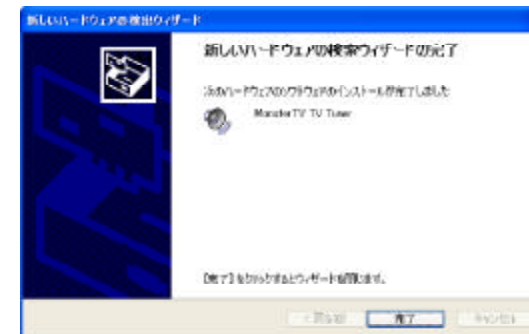 新しいハードウェアの検出ウィザード
新しいハードウェアの検索ウィザードの完了
次のハードウェアのソフトウェアのインストールが完了しました
MonsterTV TV Tuner
[完了] をクリックするとウィザードを閉じます。
< 戻る(B)
完了
キャンセル